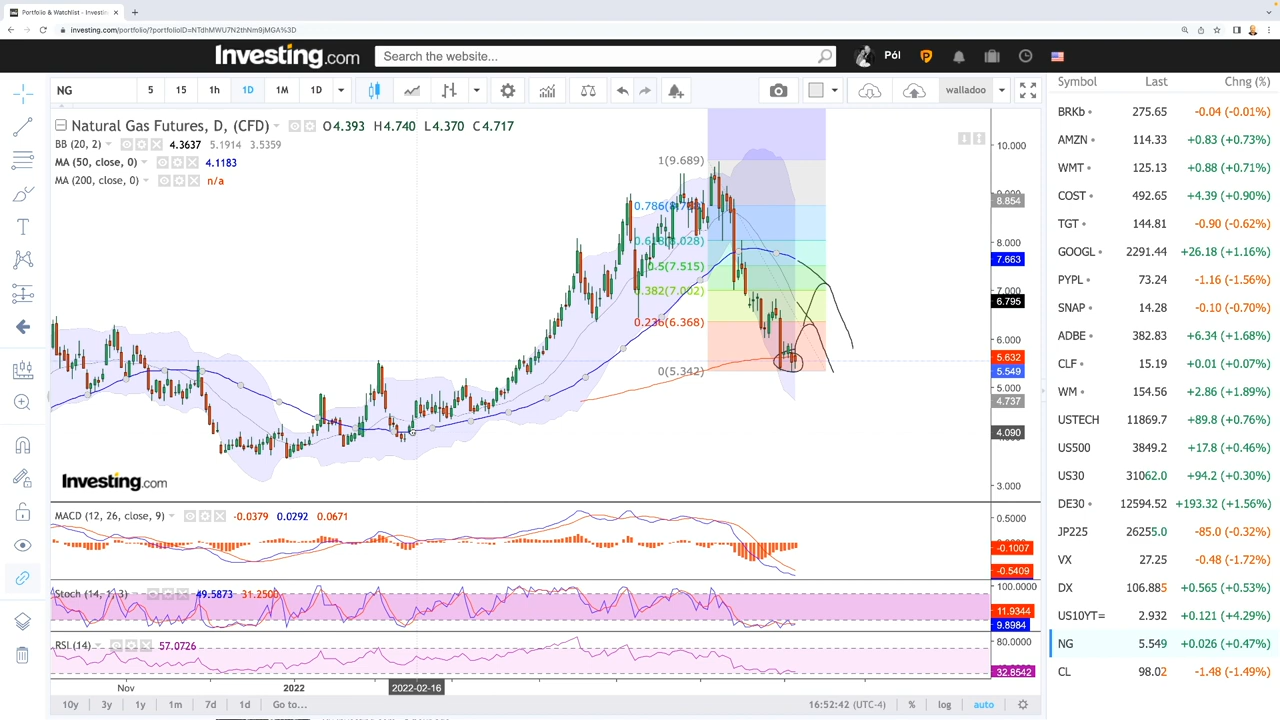 Portfolio & Watchlist - Investin
investing.com/portfolio/?portfolioID=NTdhMWU7N2thNm9jMGA%3D
Investing.com Search the website... Pól
NG 5 15 1h 1D 1M 1D walladoo
Natural Gas Futures, D, (CFD) O4.393 H4.740 L4.370 C4.717
BB (20, 2) 4.3637 5.1914 3.5359
MA (50, close, 0) 4.1183
MA (200, close, 0) n/a
1(9.689)
0.5(7.515)
0.382(7.002)
0.236(6.368)
0(5.342)
10.000
8.854
8.000
7.663
7.000
6.795
6.000
5.632
5.549
5.000
4.737
4.090
3.000
Investing.com
MACD (12, 26, close, 9) -0.0379 0.0292 0.0671
0.5000
-0.1007
-0.5409
Stoch (14, 1, 3) 49.5873 31.2500
100.0000
11.9344
9.8984
RSI (14) 57.0726
80.0000
32.8542
Nov 2022 2022-02-16
10y 3y 1y 1m 7d 1d Go to... 16:52:42 (UTC-4) % log auto
Symbol Last Chng (%)
BRKb 275.65 -0.04 (-0.01%)
AMZN 114.33 +0.83 (+0.73%)
WMT 125.13 +0.88 (+0.71%)
COST 492.65 +4.39 (+0.90%)
TGT 144.81 -0.90 (-0.62%)
GOOGL 2291.44 +26.18 (+1.16%)
PYPL 73.24 -1.16 (-1.56%)
SNAP 14.28 -0.10 (-0.70%)
ADBE 382.83 +6.34 (+1.68%)
CLF 15.19 +0.01 (+0.07%)
WM 154.56 +2.86 (+1.89%)
USTECH 11869.7 +89.8 (+0.76%)
US500 3849.2 +17.8 (+0.46%)
US30 31062.0 +94.2 (+0.30%)
DE30 12594.52 +193.32 (+1.56%)
JP225 26255.0 -85.0 (-0.32%)
VX 27.25 -0.48 (-1.72%)
DX 106.885 +0.565 (+0.53%)
US10YT= 2.932 +0.121 (+4.29%)
NG 5.549 +0.026 (+0.47%)
CL 98.02 -1.48 (-1.49%)